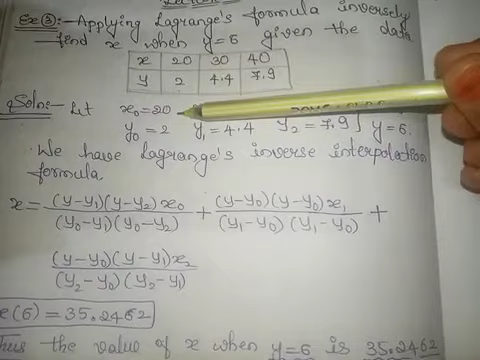 Ex③:- Applying Lagrange's formula inversely
find x when y=6 given the data
x 20 30 40
y 2 4.4 7.9
Soln:- Let x₀=20
y₀=2 y₁=4.4 y₂=7.9 } y=6.
We have Lagrange's inverse interpolation
formula
x= (y-y₁)(y-y₂)x₀ / (y₀-y₁)(y₀-y₂) + (y-y₀)(y-y₀)x₁ / (y₁-y₀)(y₁-y₀) +
(y-y₀)(y-y₁)x₂ / (y₂-y₀)(y₂-y₁)
x(6) = 35.2462
Thus the value of x when y=6 is 35.2462